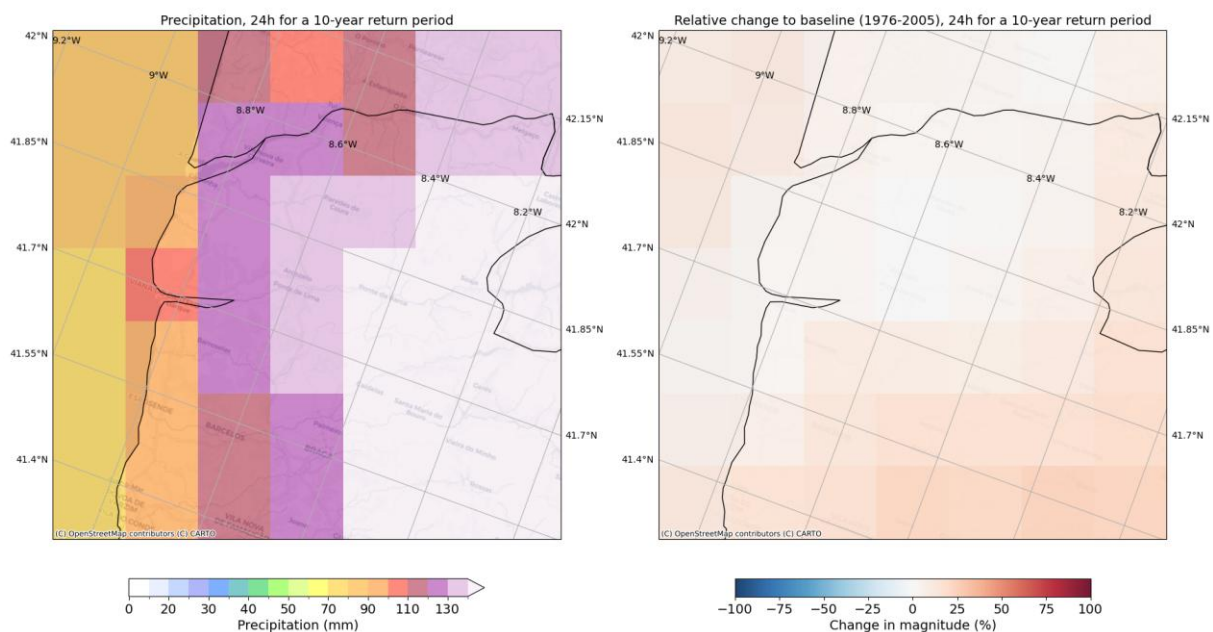 Precipitation, 24h for a 10-year return period
42°N
9.2°W
9°W
8.8°W
8.6°W
8.4°W
8.2°W
42.15°N
41.85°N
42°N
41.7°N
41.85°N
41.55°N
41.7°N
41.4°N
BARCELOS
VILA NOVA
(C) OpenStreetMap contributors (C) CARTO
0 20 30 40 50 70 90 110 130
Precipitation (mm)
Relative change to baseline (1976-2005), 24h for a 10-year return period
42°N
9.2°W
9°W
8.8°W
8.6°W
8.4°W
8.2°W
42.15°N
41.85°N
42°N
41.7°N
41.85°N
41.55°N
41.7°N
41.4°N
(C) OpenStreetMap contributors (C) CARTO
−100 −75 −50 −25 0 25 50 75 100
Change in magnitude (%)